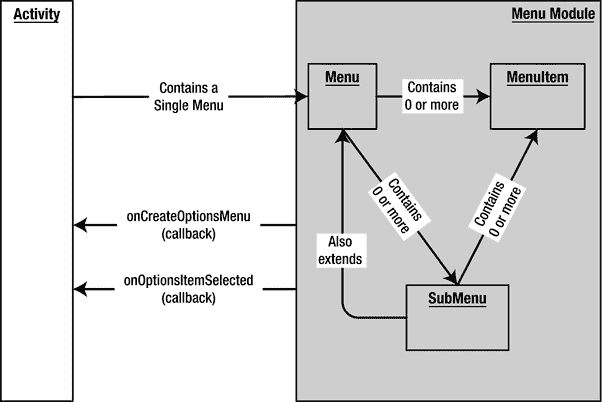 Activity
Menu Module
Contains a
Single Menu
Menu
Contains
0 or more
MenuItem
Contains
0 or more
Contains
0 or more
onCreateOptionsMenu
(callback)
Also
extends
onOptionsItemSelected
(callback)
SubMenu